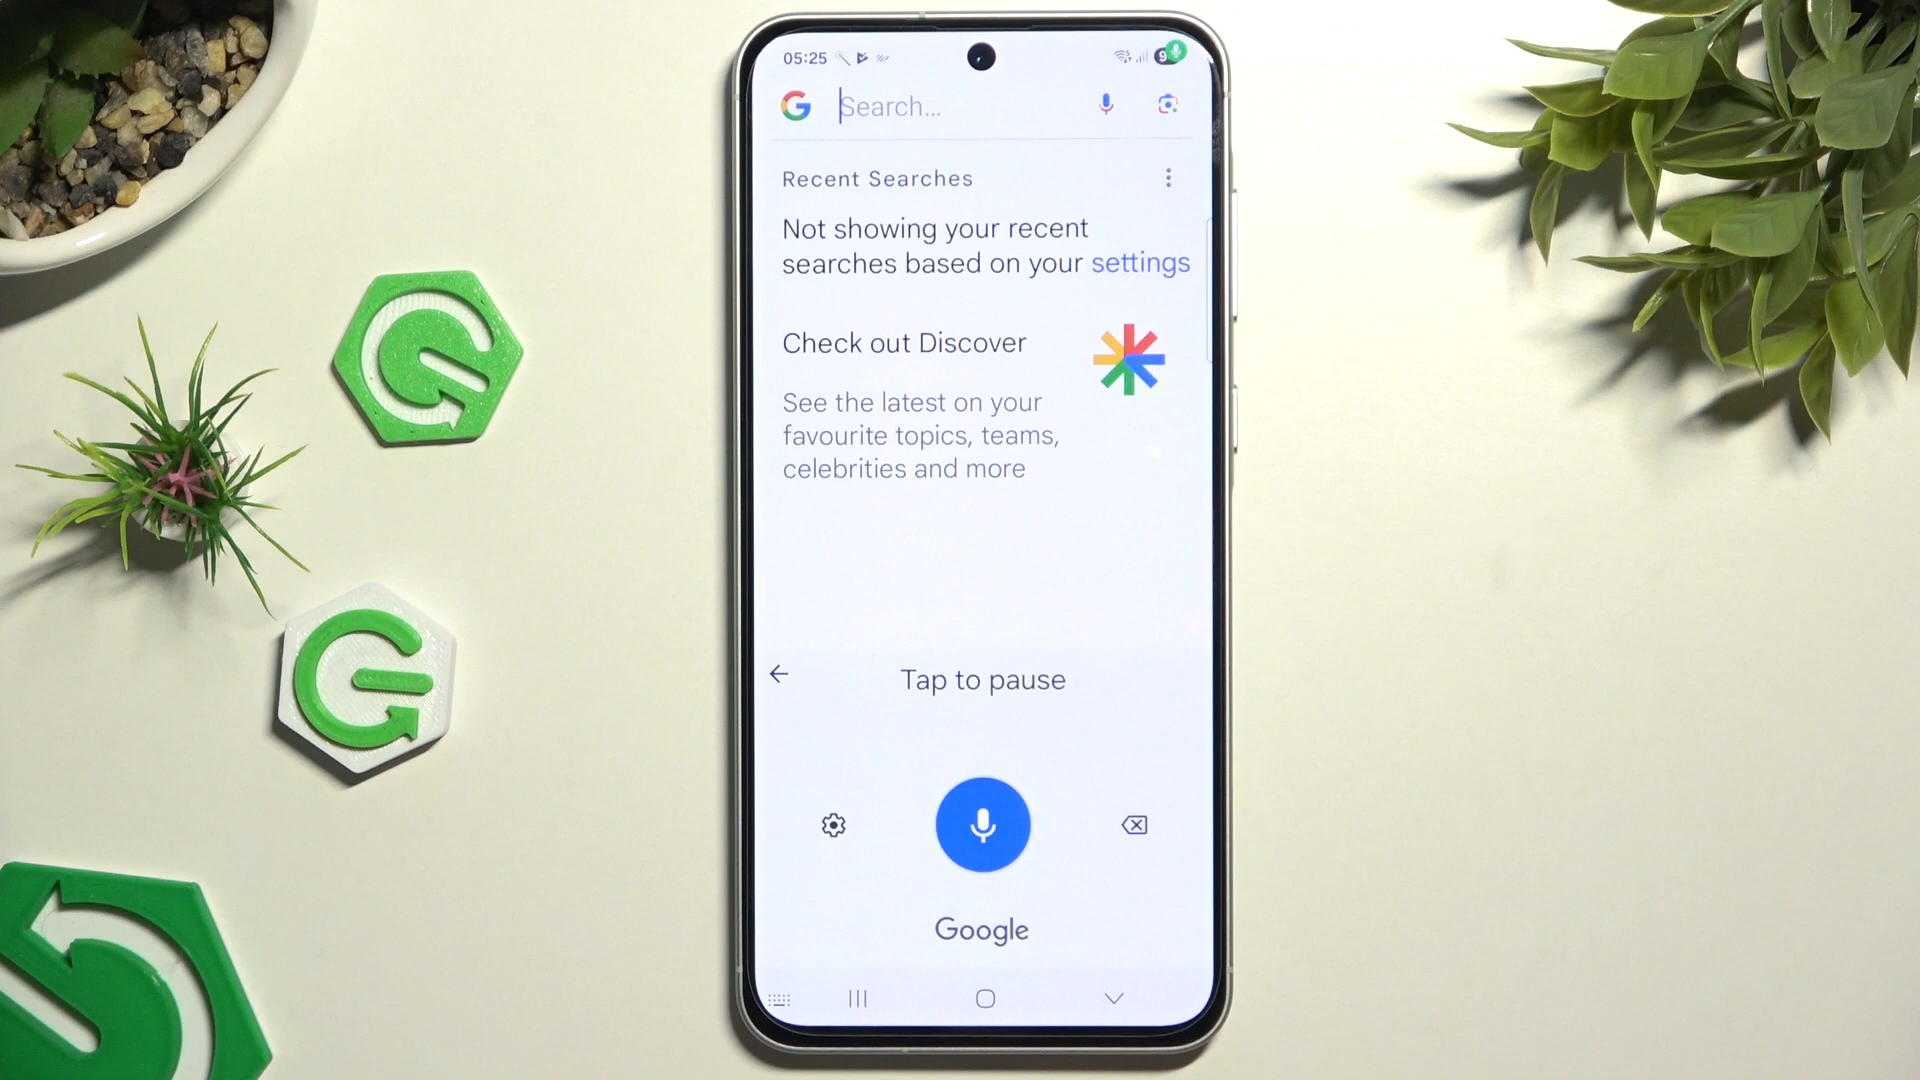 05:25
Search...
Recent Searches
Not showing your recent
searches based on your settings
Check out Discover
See the latest on your
favourite topics, teams,
celebrities and more
Tap to pause
Google